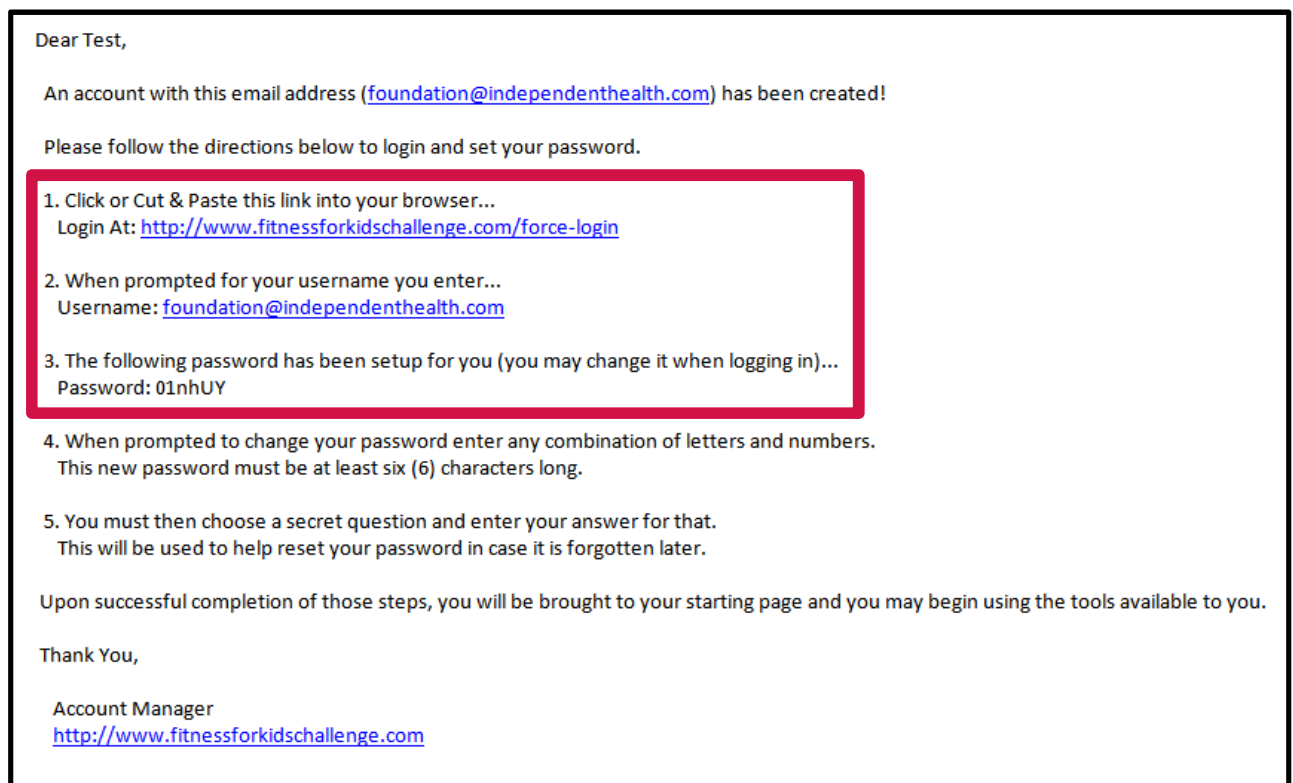 Dear Test,
An account with this email address (foundation@independenthealth.com) has been created!
Please follow the directions below to login and set your password.
1. Click or Cut & Paste this link into your browser...
Login At: http://www.fitnessforkidschallenge.com/force-login
2. When prompted for your username you enter...
Username: foundation@independenthealth.com
3. The following password has been setup for you (you may change it when logging in)...
Password: 01nhUY
4. When prompted to change your password enter any combination of letters and numbers.
This new password must be at least six (6) characters long.
5. You must then choose a secret question and enter your answer for that.
This will be used to help reset your password in case it is forgotten later.
Upon successful completion of those steps, you will be brought to your starting page and you may begin using the tools available to you.
Thank You,
Account Manager
http://www.fitnessforkidschallenge.com